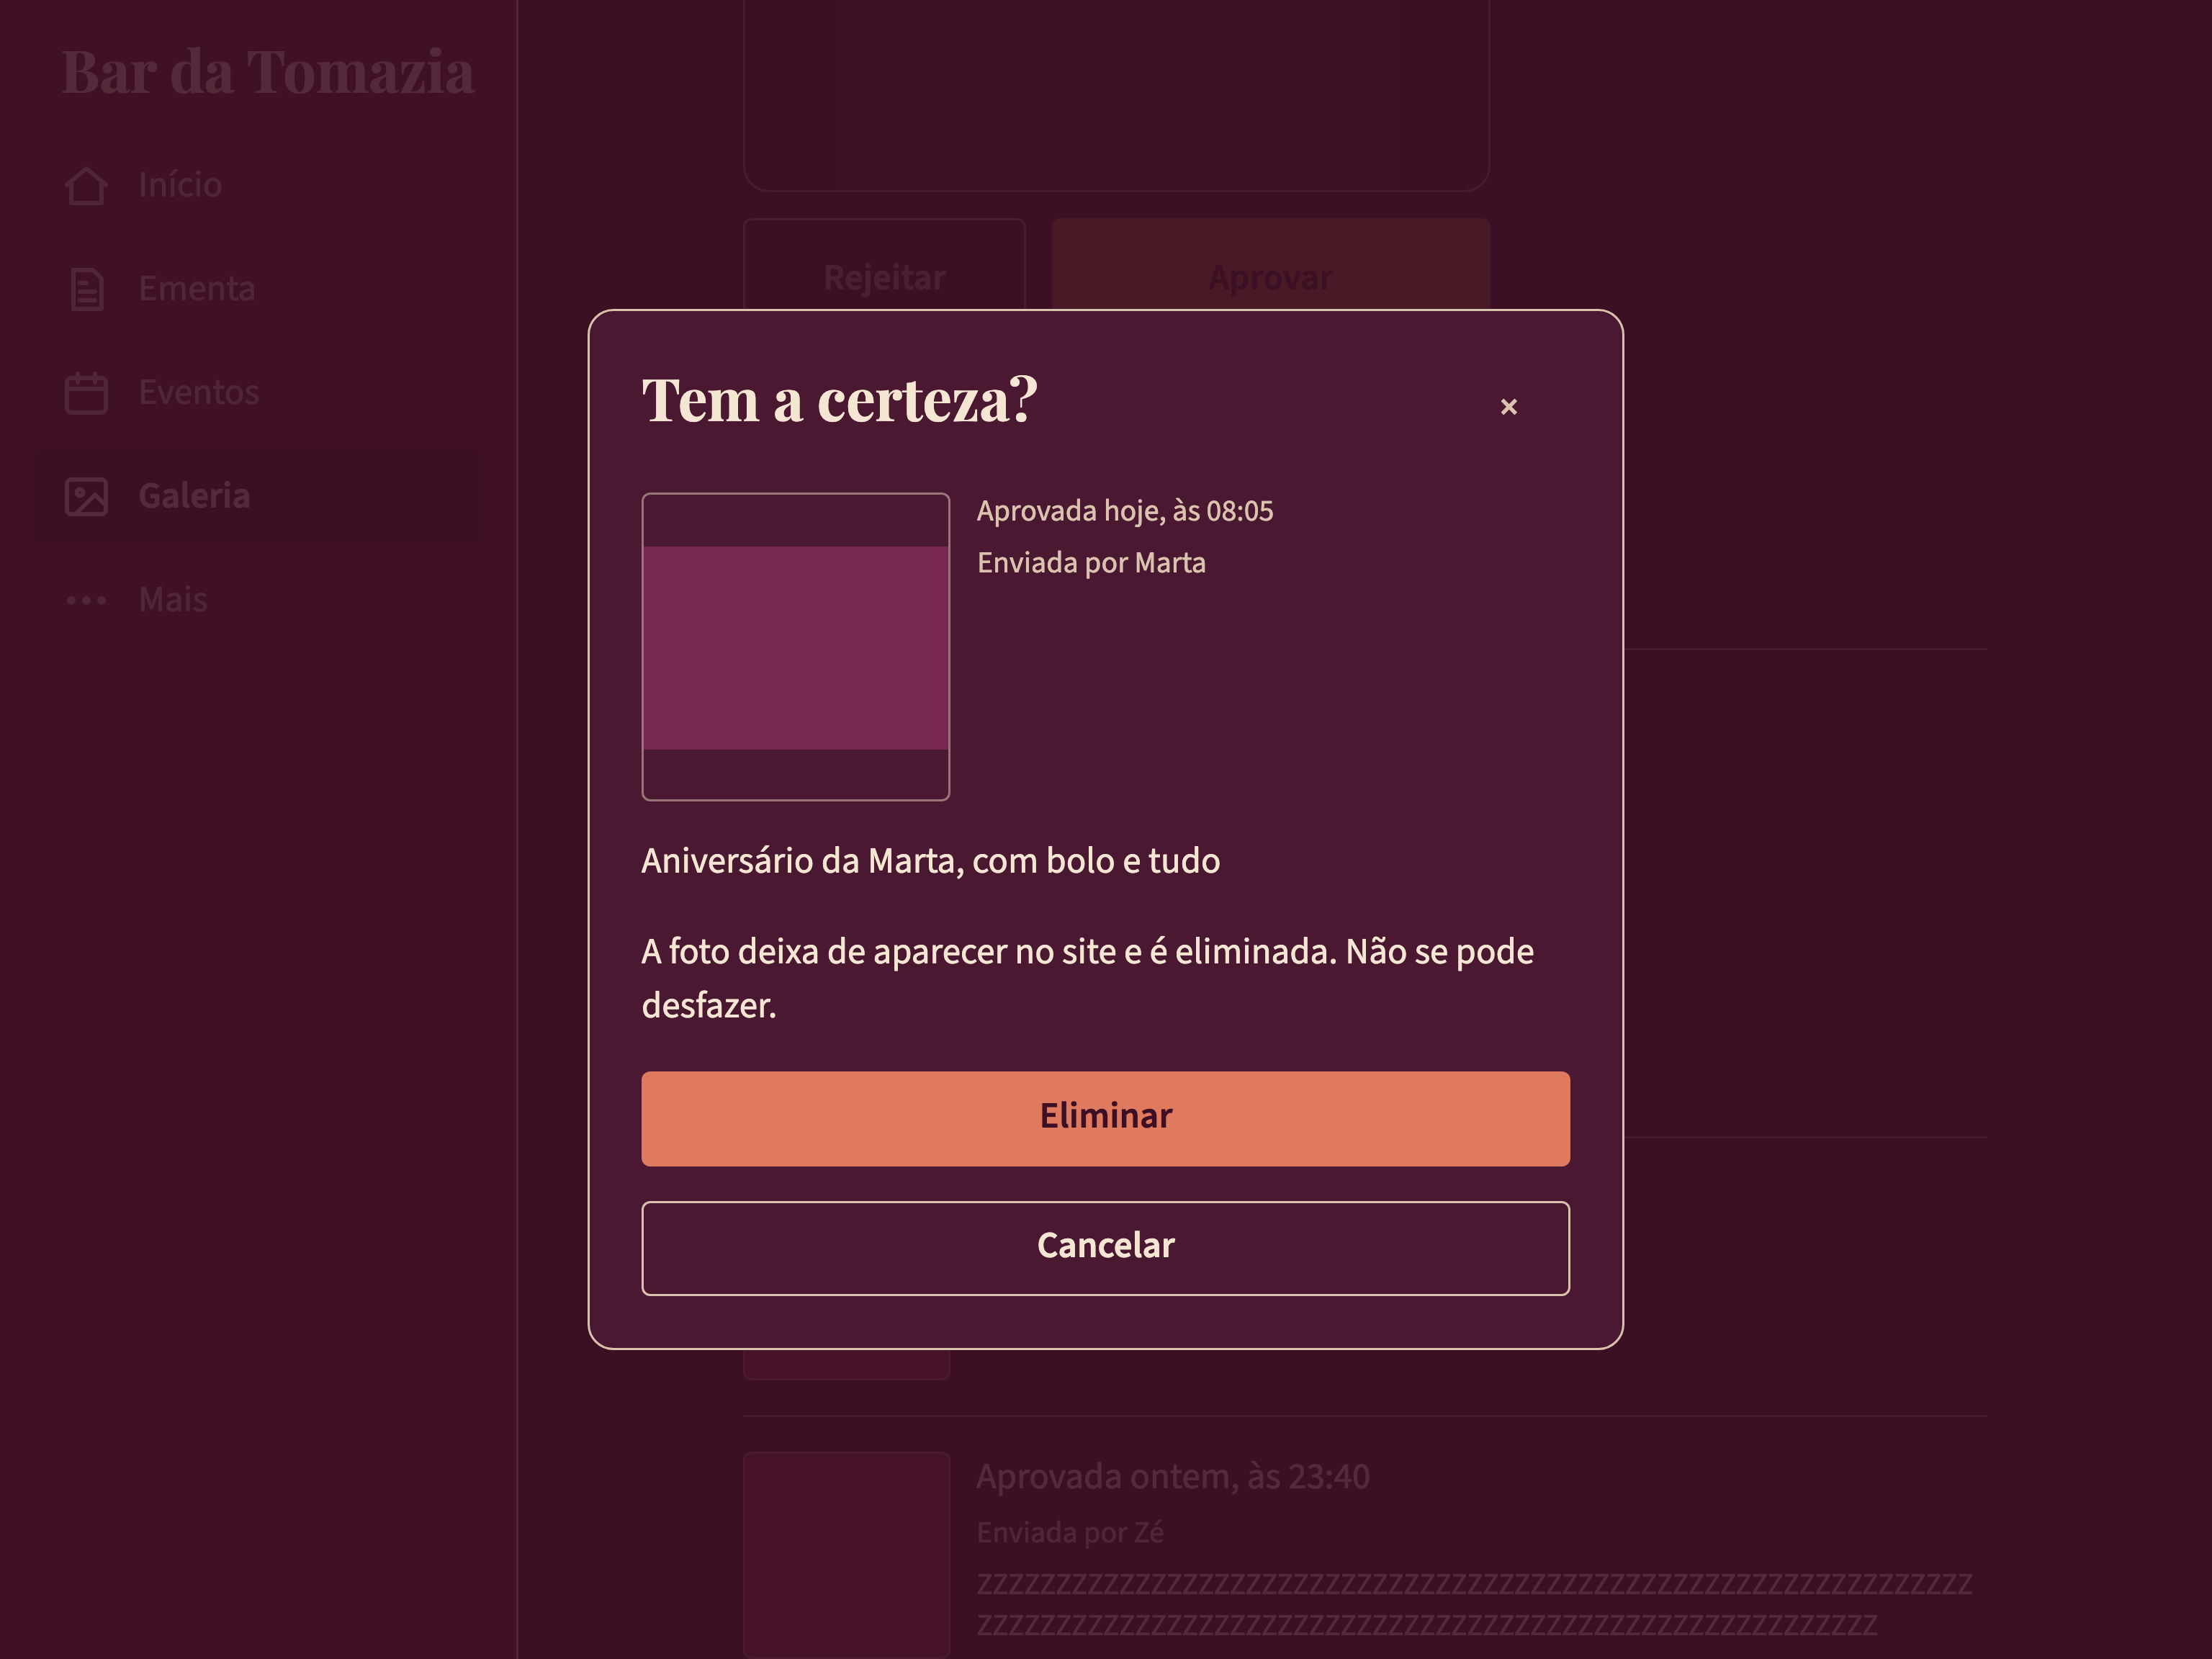 Bar da Tomazia
Início
Ementa
Eventos
Galeria
Mais
Rejeitar
Aprovar
Tem a certeza?
×
Aprovada hoje, às 08:05
Enviada por Marta
Aniversário da Marta, com bolo e tudo
A foto deixa de aparecer no site e é eliminada. Não se pode
desfazer.
Eliminar
Cancelar
Aprovada ontem, às 23:40
Enviada por Zé